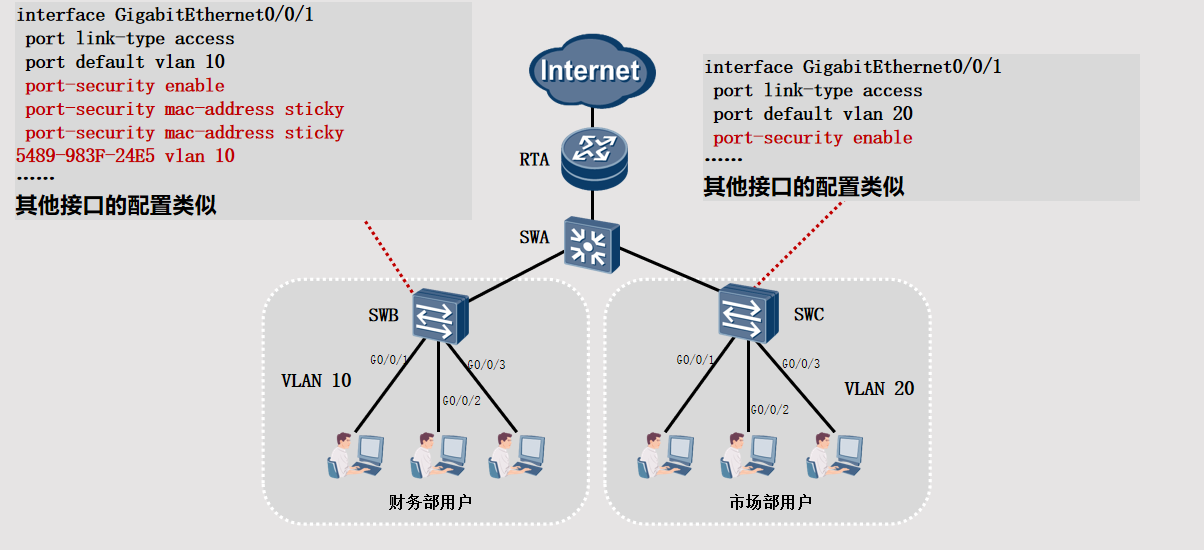 interface GigabitEthernet0/0/1
port link-type access
port default vlan 10
port-security enable
port-security mac-address sticky
port-security mac-address sticky
5489-983F-24E5 vlan 10
……
其他接口的配置类似
Internet
interface GigabitEthernet0/0/1
port link-type access
port default vlan 20
port-security enable
……
其他接口的配置类似
RTA
SWA
SWB
SWC
G0/0/1
G0/0/3
G0/0/2
VLAN 10
G0/0/1
G0/0/3
G0/0/2
VLAN 20
财务部用户
市场部用户